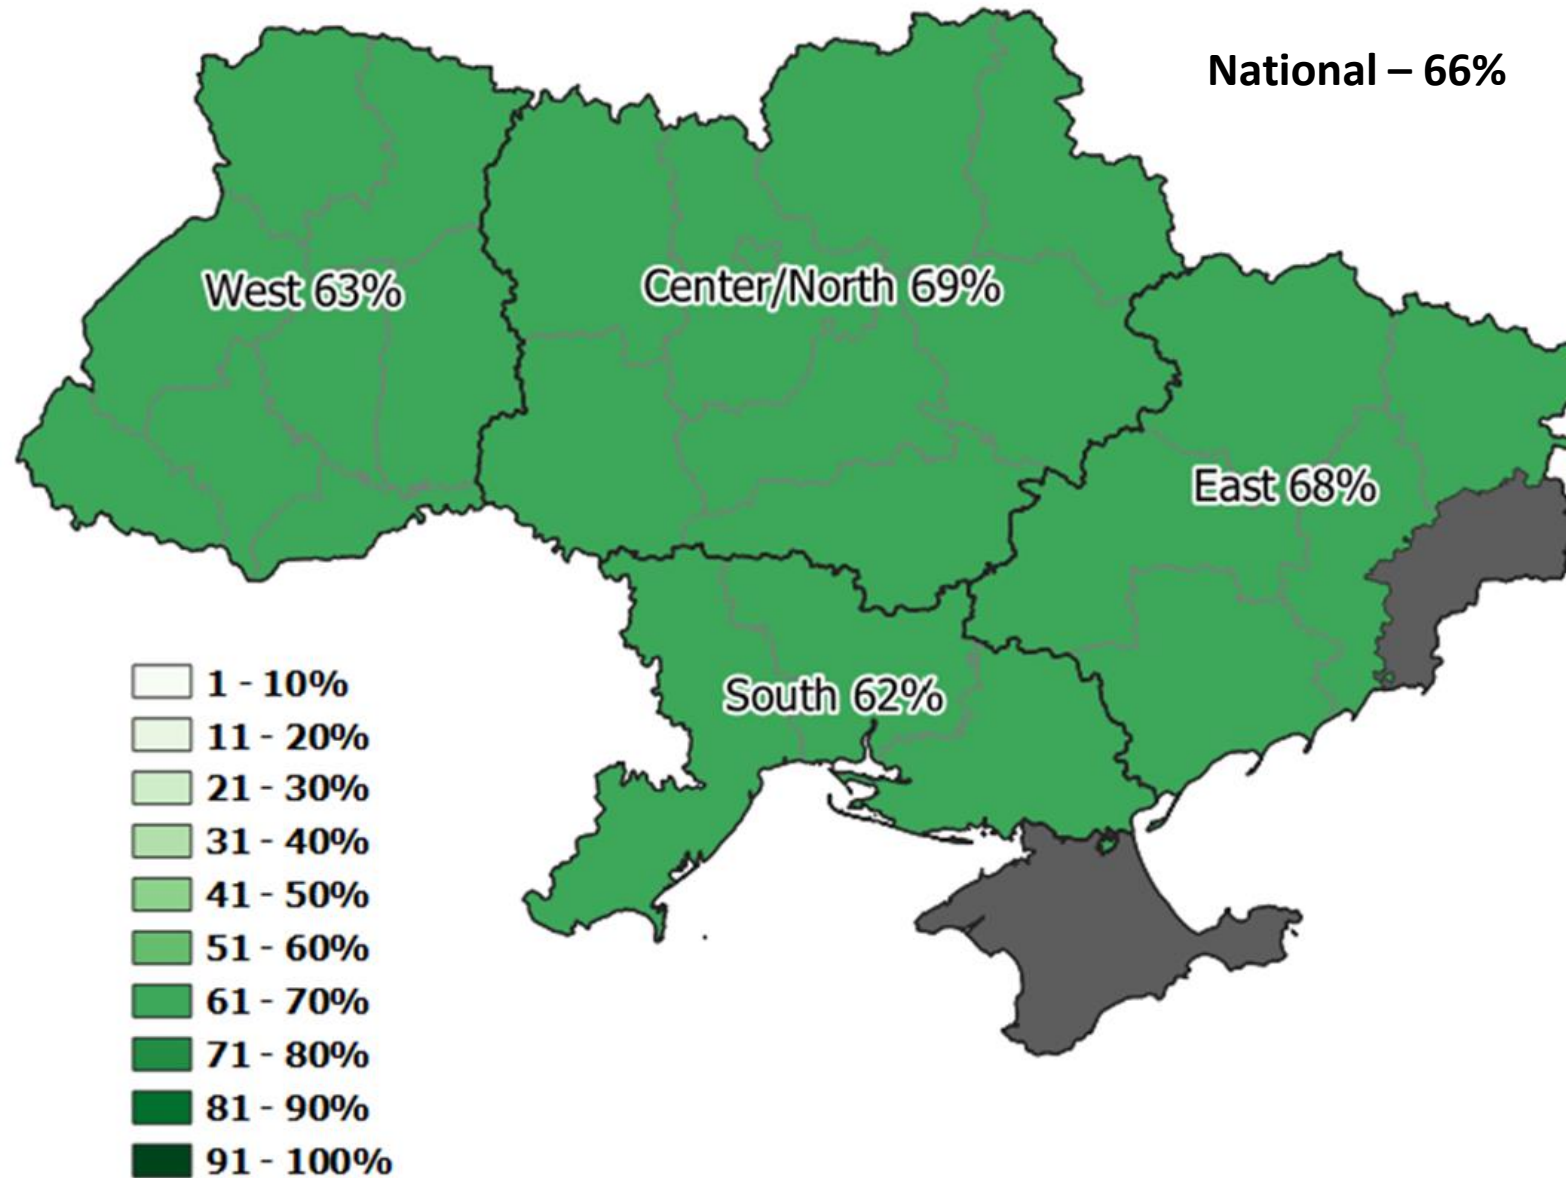 National – 66%
West 63%
Center/North 69%
East 68%
South 62%
1 - 10%
11 - 20%
21 - 30%
31 - 40%
41 - 50%
51 - 60%
61 - 70%
71 - 80%
81 - 90%
91 - 100%